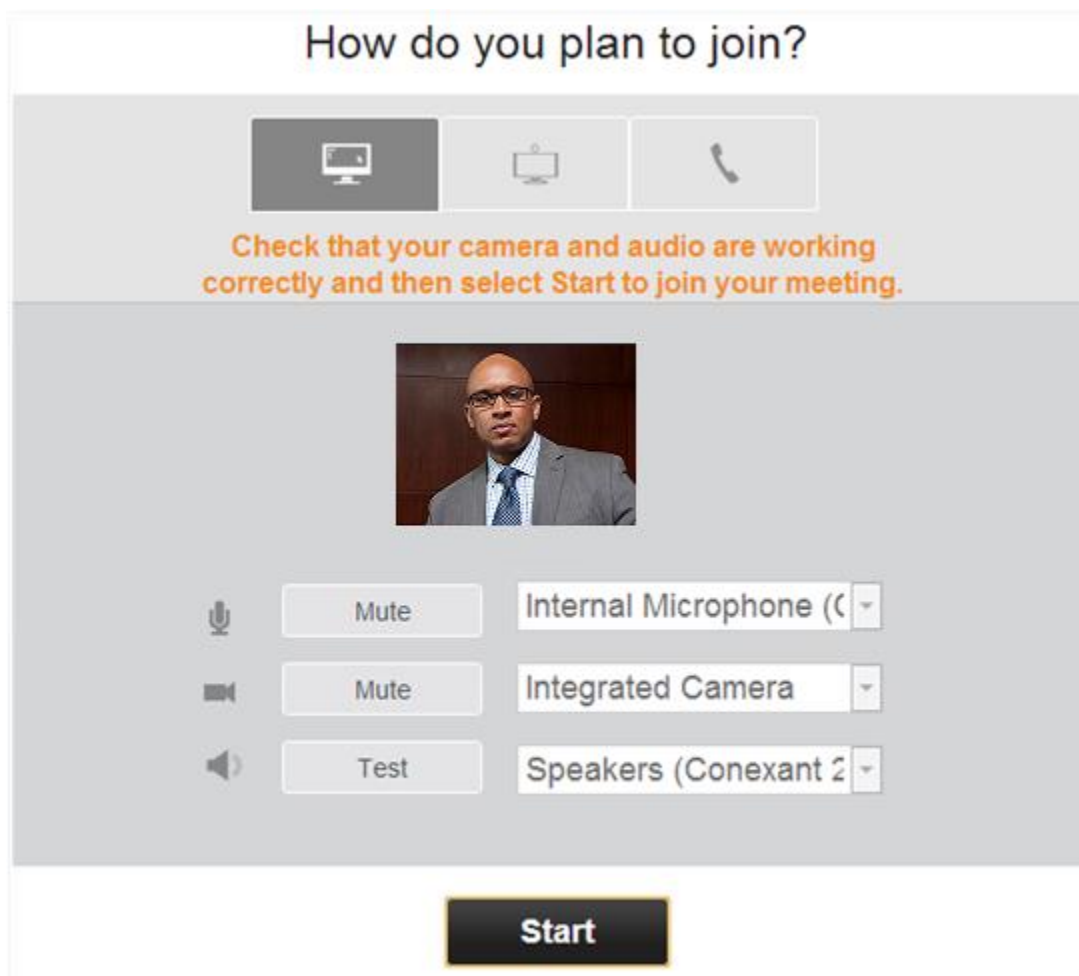 How do you plan to join?
Check that your camera and audio are working
correctly and then select Start to join your meeting.
Mute
Internal Microphone (
Mute
Integrated Camera
Test
Speakers (Conexant 2
Start